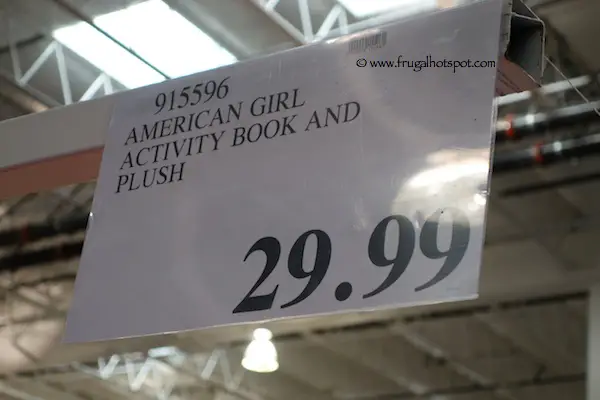 © www.frugalhotspot.com
915596
AMERICAN GIRL
ACTIVITY BOOK AND
PLUSH
29.99